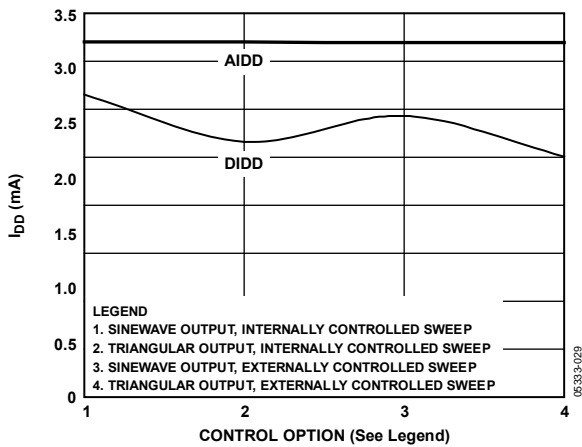 3.5
3.0
2.5
2.0
1.5
1.0
0.5
0
IDD (mA)
AIDD
DIDD
LEGEND
1. SINEWAVE OUTPUT, INTERNALLY CONTROLLED SWEEP
2. TRIANGULAR OUTPUT, INTERNALLY CONTROLLED SWEEP
3. SINEWAVE OUTPUT, EXTERNALLY CONTROLLED SWEEP
4. TRIANGULAR OUTPUT, EXTERNALLY CONTROLLED SWEEP
1 2 3 4
CONTROL OPTION (See Legend)
05333-029